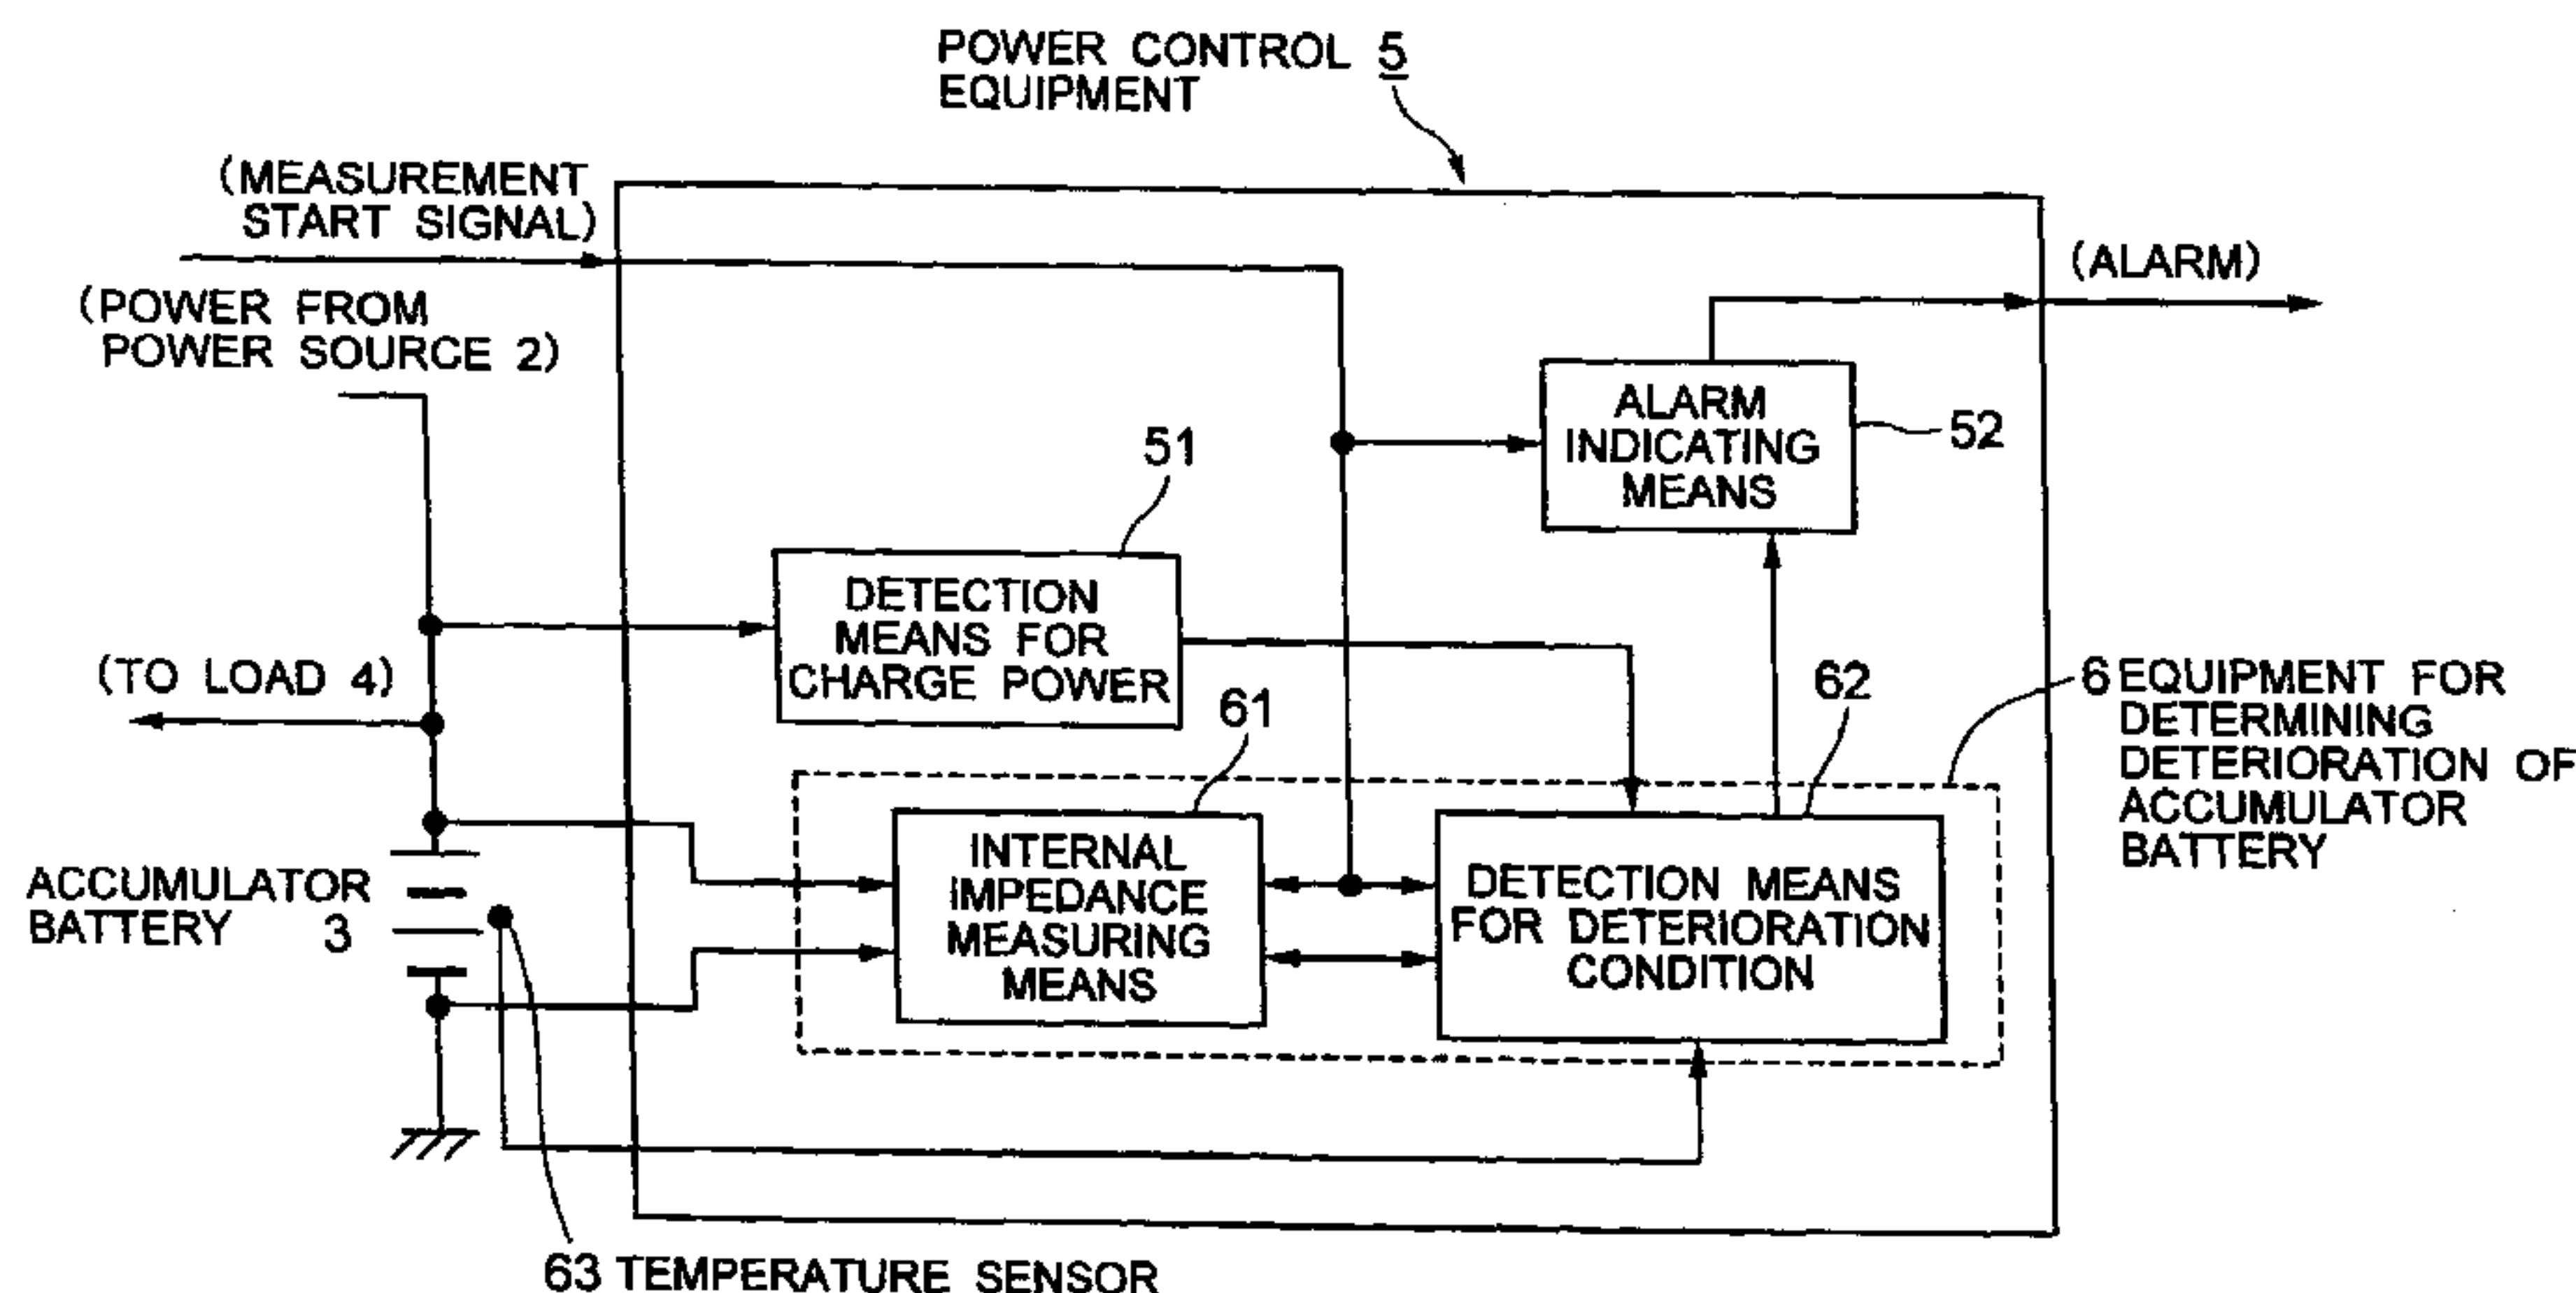 POWER CONTROL 5
EQUIPMENT
(MEASUREMENT
START SIGNAL)
(POWER FROM
POWER SOURCE 2)
(ALARM)
ALARM
INDICATING
MEANS
52
51
DETECTION
MEANS FOR
CHARGE POWER
(TO LOAD 4)
61
62
6 EQUIPMENT FOR
DETERMINING
DETERIORATION OF
ACCUMULATOR
BATTERY
INTERNAL
IMPEDANCE
MEASURING
MEANS
DETECTION MEANS
FOR DETERIORATION
CONDITION
ACCUMULATOR
BATTERY 3
63 TEMPERATURE SENSOR